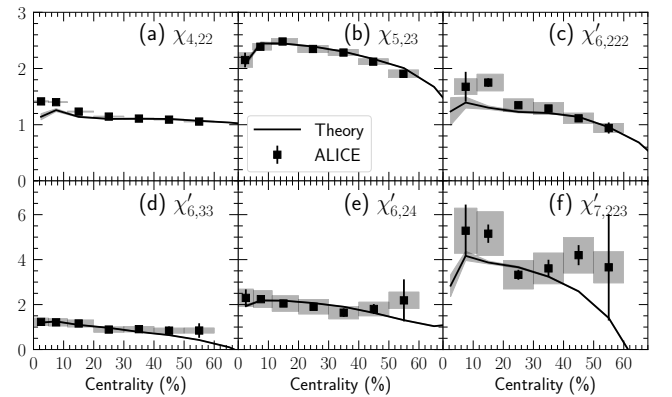 3
2
1
0
(a) χ4,22
(b) χ5,23
(c) χ′6,222
Theory
ALICE
6
4
2
0
(d) χ′6,33
(e) χ′6,24
(f) χ′7,223
0 10 20 30 40 50 60
0 10 20 30 40 50 60
0 10 20 30 40 50 60
Centrality (%)
Centrality (%)
Centrality (%)